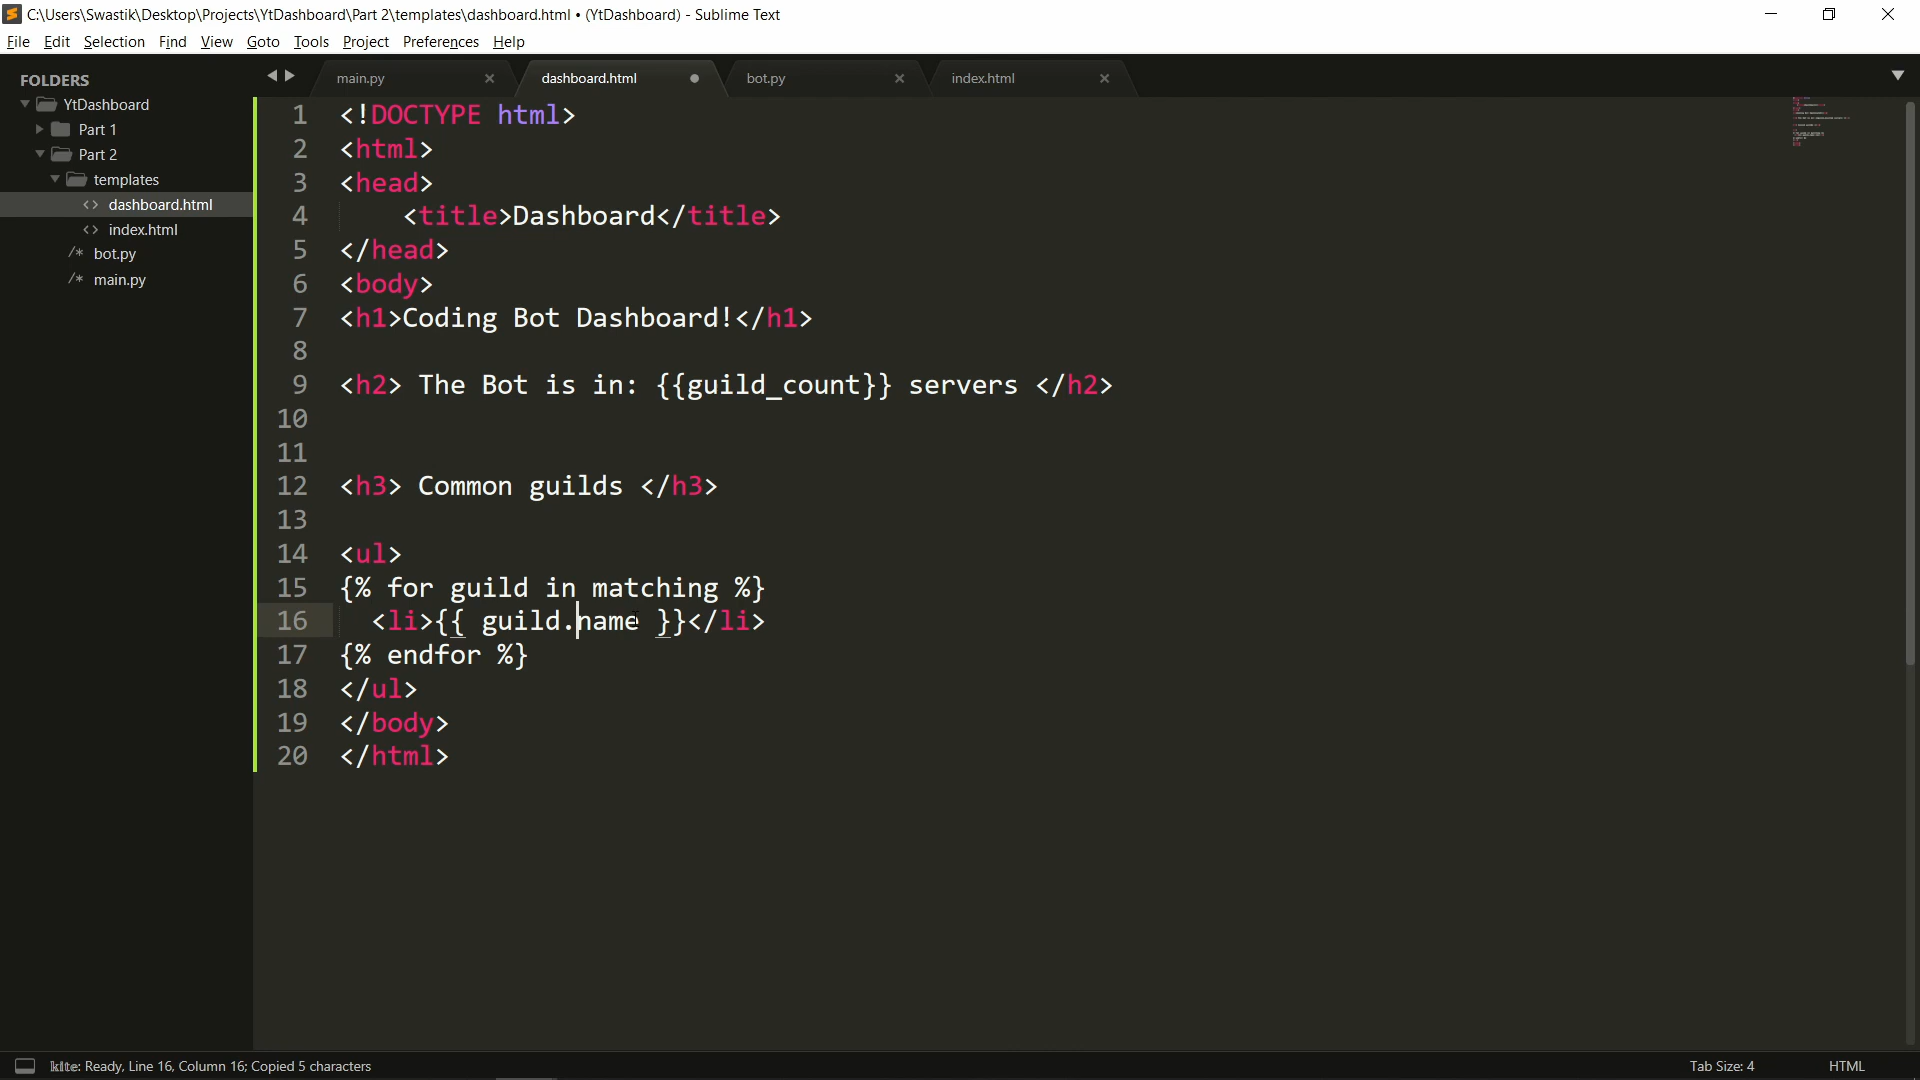 C:\Users\Swastik\Desktop\Projects\YtDashboard\Part 2\templates\dashboard.html • (YtDashboard) - Sublime Text
File Edit Selection Find View Goto Tools Project Preferences Help
FOLDERS
YtDashboard
Part 1
Part 2
templates
<> dashboard.html
<> index.html
/* bot.py
/* main.py
main.py dashboard.html bot.py index.html
1 <!DOCTYPE html>
2 <html>
3 <head>
4     <title>Dashboard</title>
5 </head>
6 <body>
7 <h1>Coding Bot Dashboard!</h1>
8
9 <h2> The Bot is in: {{guild_count}} servers </h2>
10
11
12 <h3> Common guilds </h3>
13
14 <ul>
15 {% for guild in matching %}
16   <li>{{ guild.name }}</li>
17 {% endfor %}
18 </ul>
19 </body>
20 </html>
kite: Ready, Line 16, Column 16; Copied 5 characters
Tab Size: 4 HTML